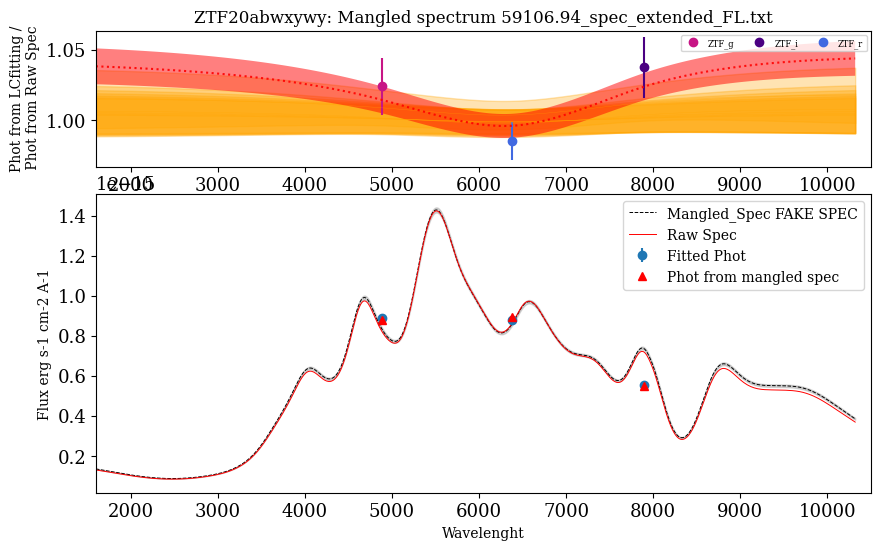 ZTF20abwxywy: Mangled spectrum 59106.94_spec_extended_FL.txt
Phot from LCfitting /
Phot from Raw Spec
1.05
1.00
ZTF_g
ZTF_i
ZTF_r
2000 3000 4000 5000 6000 7000 8000 9000 10000
1e−15
Flux erg s-1 cm-2 A-1
1.4
1.2
1.0
0.8
0.6
0.4
0.2
Mangled_Spec FAKE SPEC
Raw Spec
Fitted Phot
Phot from mangled spec
2000 3000 4000 5000 6000 7000 8000 9000 10000
Wavelenght